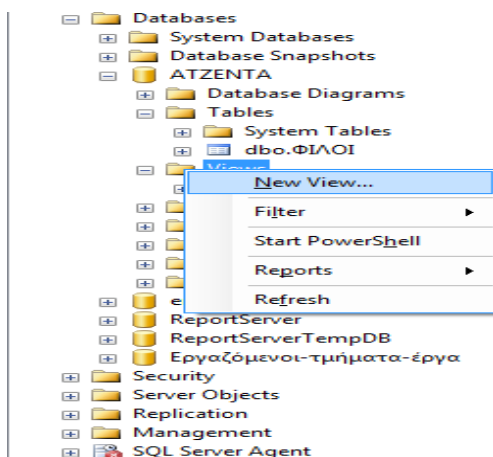 Databases
System Databases
Database Snapshots
ATZENTA
Database Diagrams
Tables
System Tables
dbo.ΦΙΛΟΙ
Views
New View...
Filter
Start PowerShell
Reports
Refresh
e
ReportServer
ReportServerTempDB
Εργαζόμενοι-τμήματα-έργα
Security
Server Objects
Replication
Management
SQL Server Agent